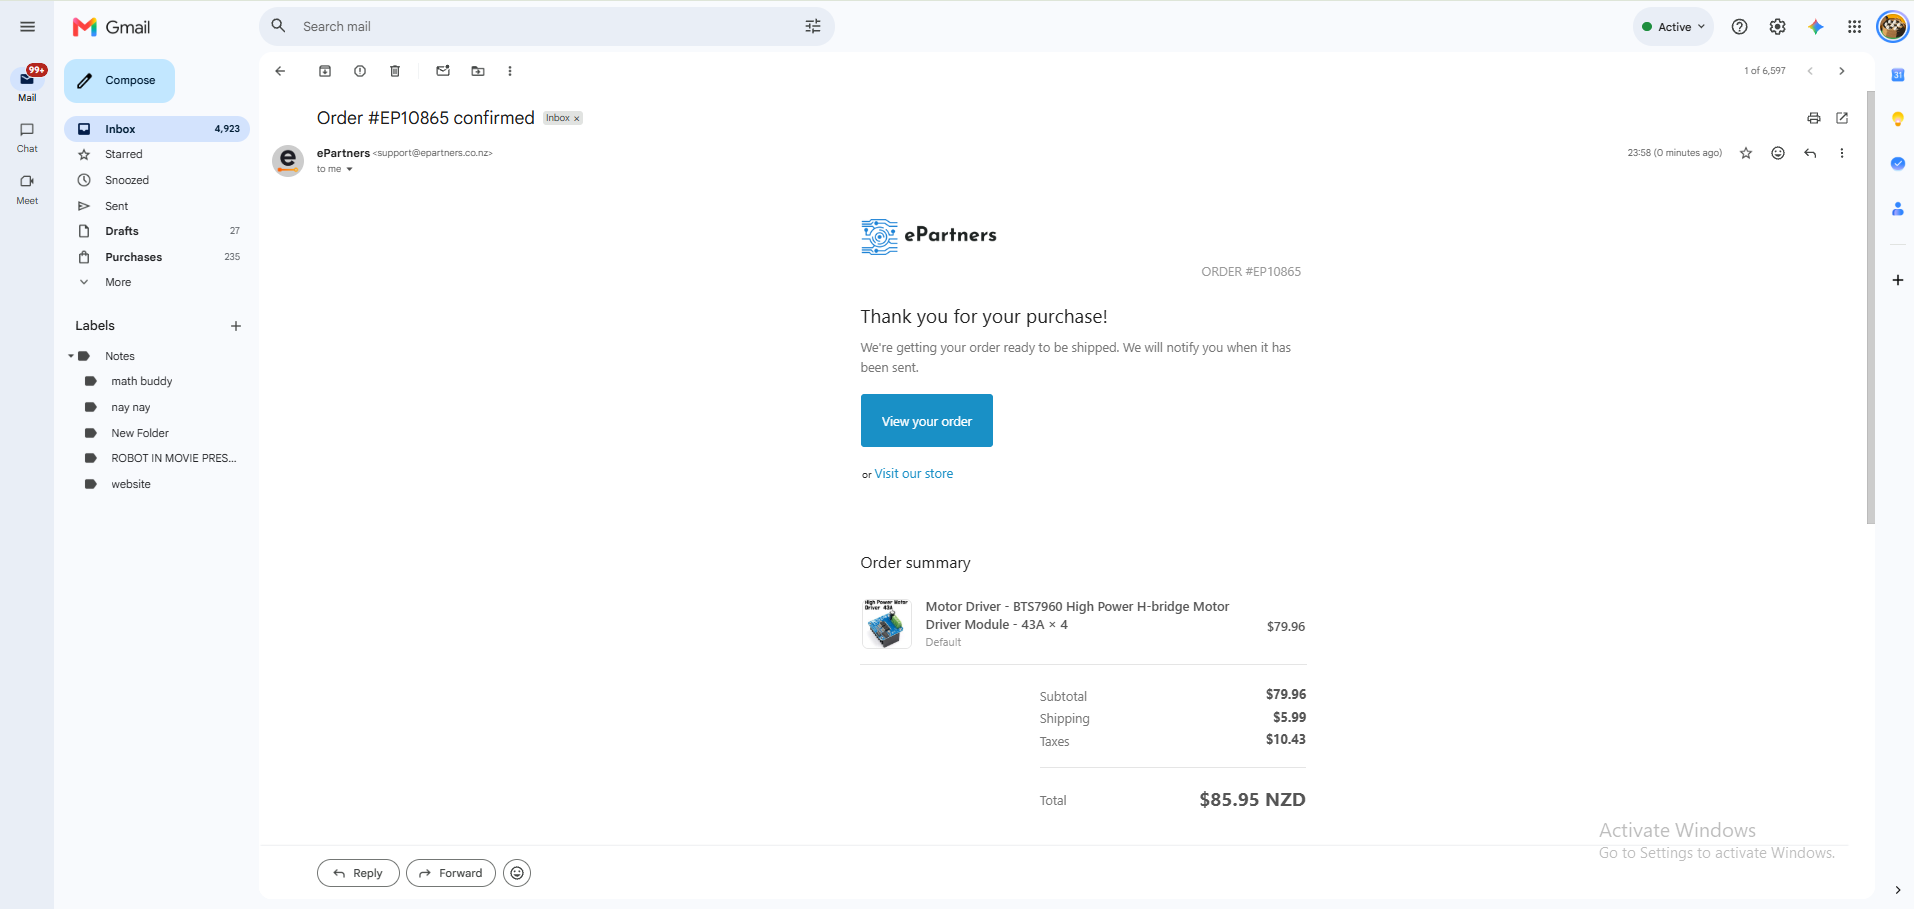 Gmail
Search mail
Active
99+
Mail
Chat
Meet
Compose
Inbox 4,923
Starred
Snoozed
Sent
Drafts 27
Purchases 235
More
Labels
Notes
math buddy
nay nay
New Folder
ROBOT IN MOVIE PRES...
website
1 of 6,597
Order #EP10865 confirmed Inbox x
ePartners <support@epartners.co.nz>
to me
23:58 (0 minutes ago)
e
ePartners
ORDER #EP10865
Thank you for your purchase!
We're getting your order ready to be shipped. We will notify you when it has
been sent.
View your order
or Visit our store
Order summary
High Power Motor
Driver 43A
Motor Driver - BTS7960 High Power H-bridge Motor
Driver Module - 43A × 4
Default
$79.96
Subtotal $79.96
Shipping $5.99
Taxes $10.43
Total $85.95 NZD
Reply
Forward
Activate Windows
Go to Settings to activate Windows.
31